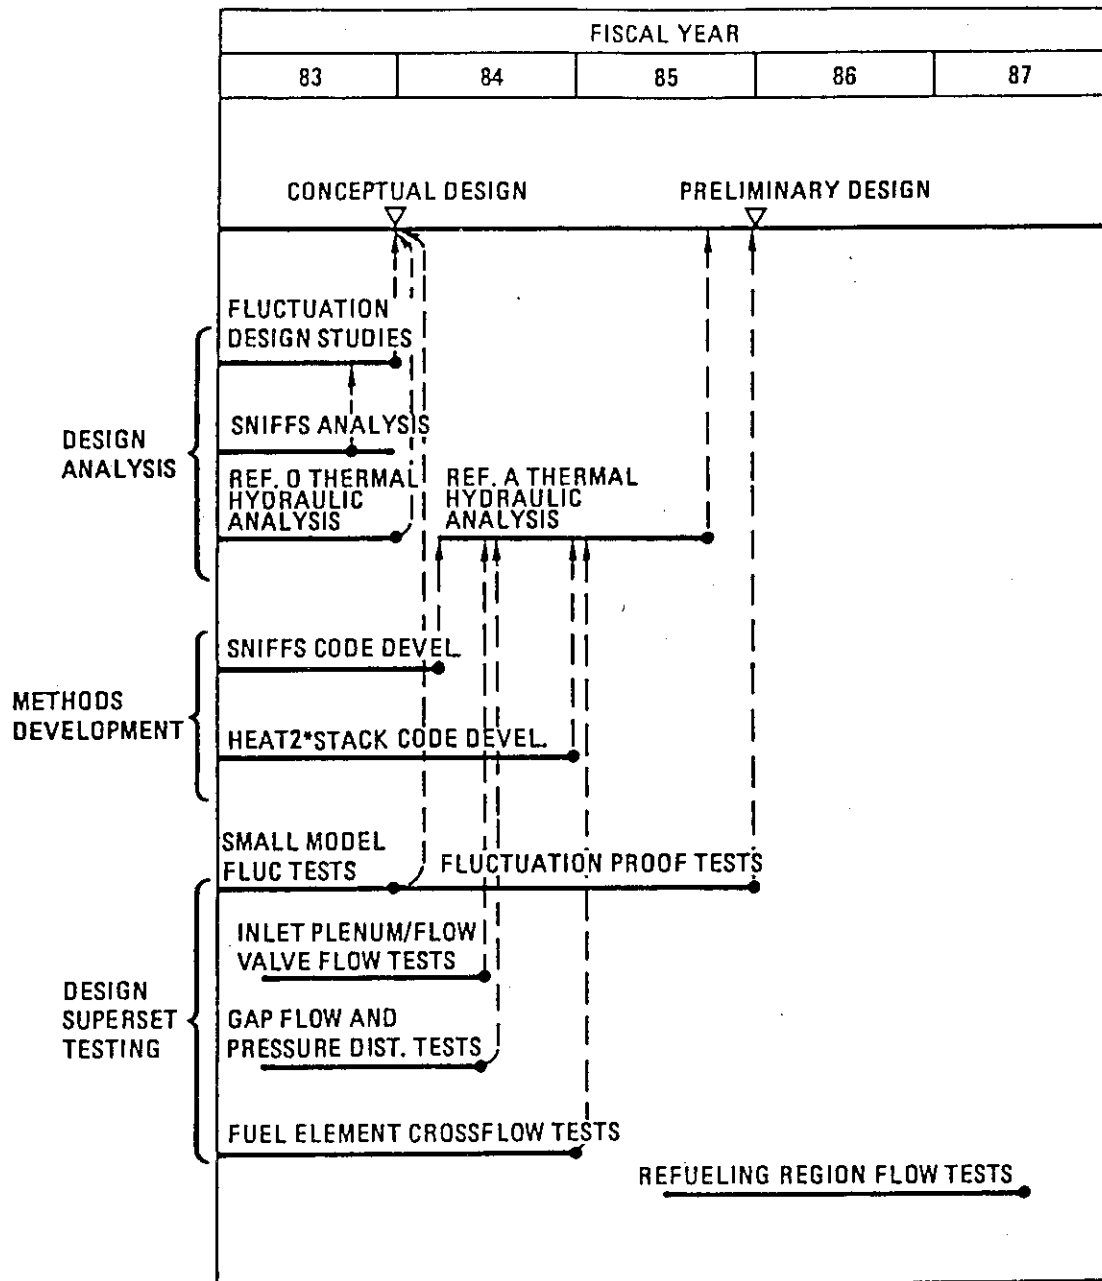 FISCAL YEAR
83 84 85 86 87
CONCEPTUAL DESIGN
PRELIMINARY DESIGN
FLUCTUATION
DESIGN STUDIES
DESIGN
ANALYSIS
SNIFFS ANALYSIS
REF. 0 THERMAL
HYDRAULIC
ANALYSIS
REF. A THERMAL
HYDRAULIC
ANALYSIS
METHODS
DEVELOPMENT
SNIFFS CODE DEVEL.
HEAT2*STACK CODE DEVEL.
SMALL MODEL
FLUC TESTS
FLUCTUATION PROOF TESTS
DESIGN
SUPERSET
TESTING
INLET PLENUM/FLOW
VALVE FLOW TESTS
GAP FLOW AND
PRESSURE DIST. TESTS
FUEL ELEMENT CROSSFLOW TESTS
REFUELING REGION FLOW TESTS